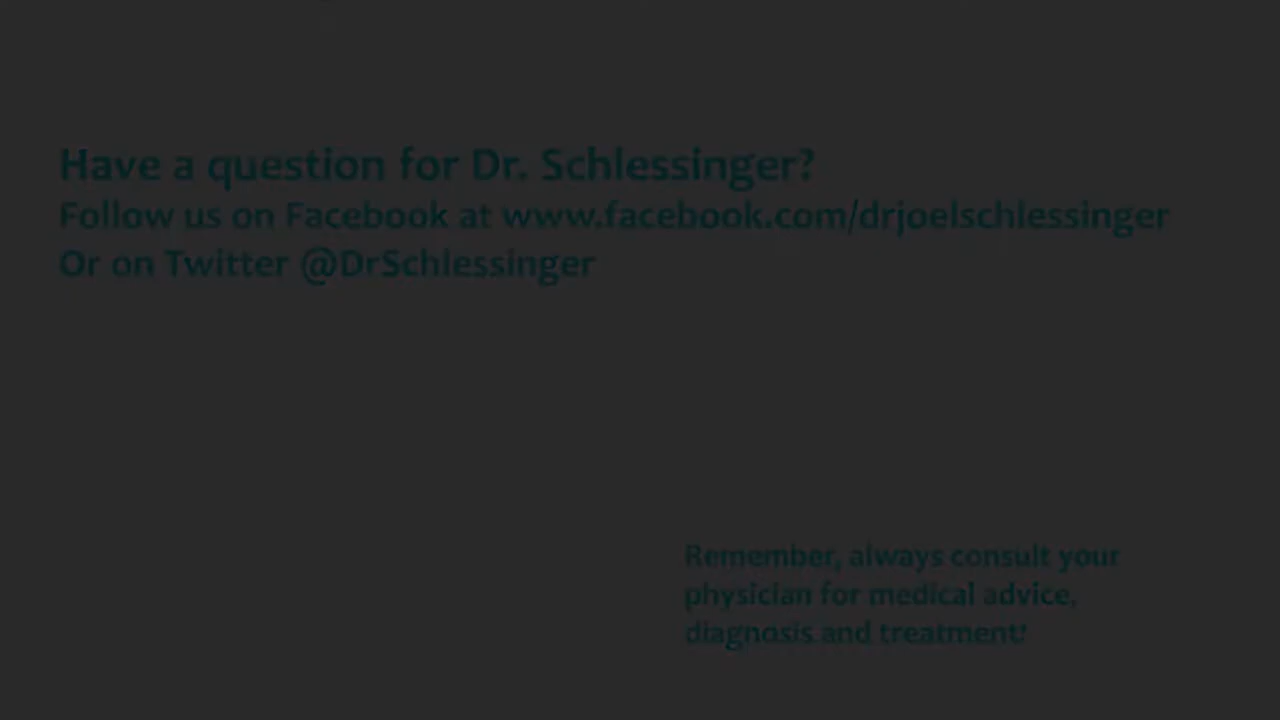 Have a question for Dr. Schlessinger?
Follow us on Facebook at www.facebook.com/drjoelschlessinger
Or on Twitter @DrSchlessinger
Remember, always consult your
physician for medical advice,
diagnosis and treatment!